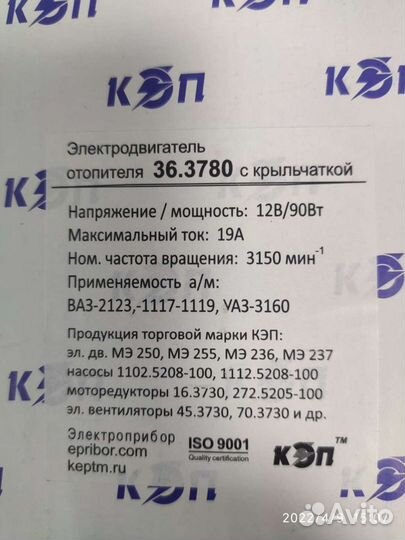 КЭП КЭП
Электродвигатель
отопителя 36.3780 с крыльчаткой
Напряжение / мощность: 12В/90Вт
Максимальный ток: 19А
Ном. частота вращения: 3150 мин⁻¹
Применяемость а/м:
ВАЗ-2123,-1117-1119, УАЗ-3160
Продукция торговой марки КЭП:
эл. дв. МЭ 250, МЭ 255, МЭ 236, МЭ 237
насосы 1102.5208-100, 1112.5208-100
моторедукторы 16.3730, 272.5205-100
эл. вентиляторы 45.3730, 70.3730 и др.
Электроприбор
epribor.com
keptm.ru
ISO 9001
Quality certification
КЭП™
Avito